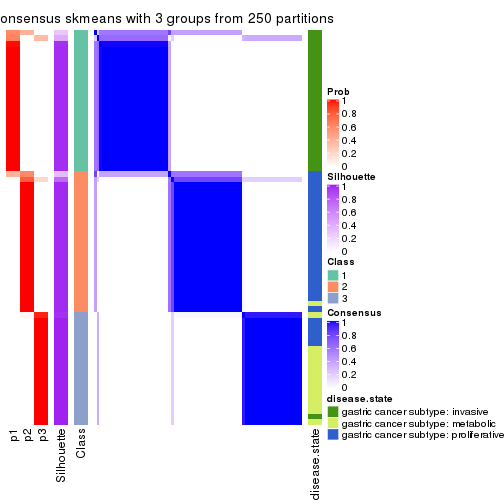 onsensus skmeans with 3 groups from 250 partitions
Prob
1
0.8
0.6
0.4
0.2
0
Silhouette
1
0.8
0.6
0.4
0.2
0
Class
1
2
3
Consensus
1
0.8
0.6
0.4
0.2
0
disease.state
gastric cancer subtype: invasive
gastric cancer subtype: metabolic
gastric cancer subtype: proliferative
p1
p2
p3
Silhouette
Class
disease.state